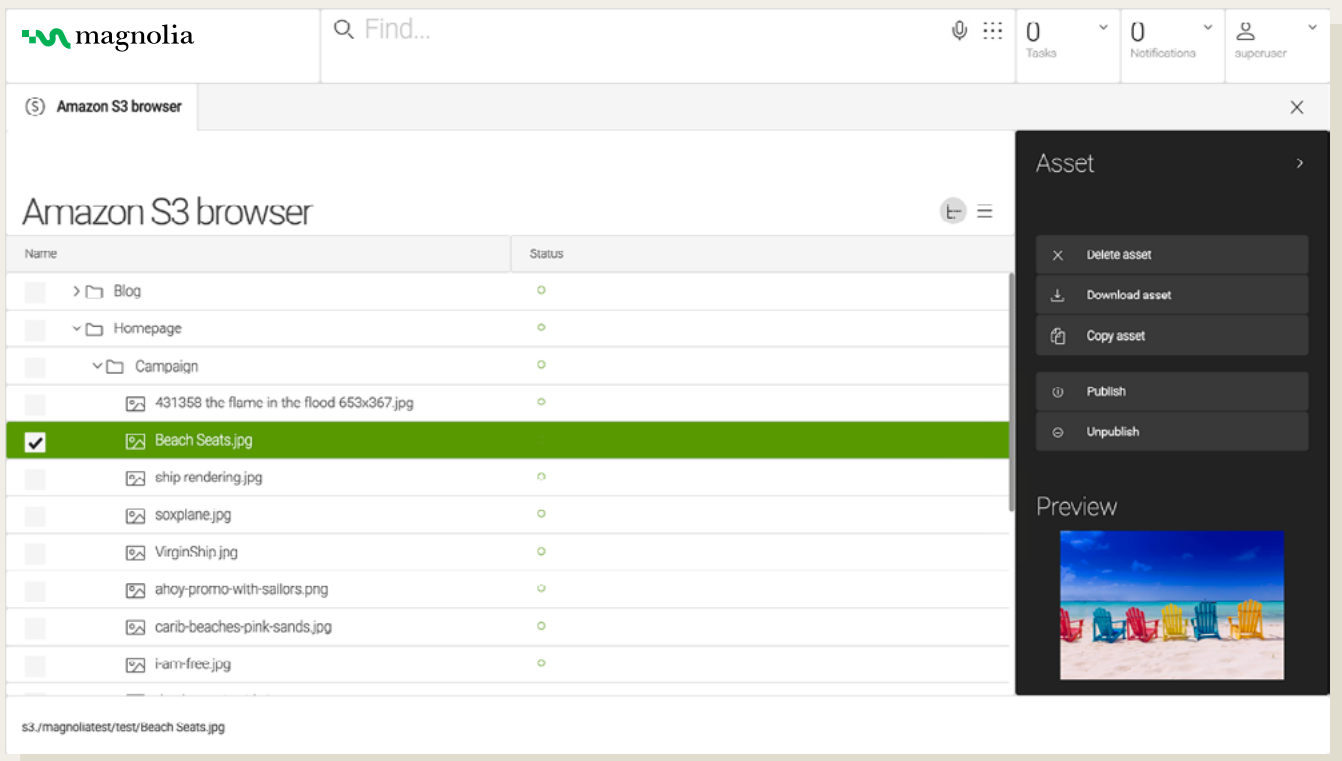 magnolia
Find...
0
Tasks
0
Notifications
superuser
Amazon S3 browser
Asset
Amazon S3 browser
Name
Status
Delete asset
Blog
Download asset
Homepage
Copy asset
Campaign
Publish
431358 the flame in the flood 653x367.jpg
Unpublish
Beach Seats.jpg
ship rendering.jpg
soxplane.jpg
Preview
VirginShip.jpg
ahoy-promo-with-sailors.png
carib-beaches-pink-sands.jpg
i-am-free.jpg
s3./magnoliatest/test/Beach Seats.jpg